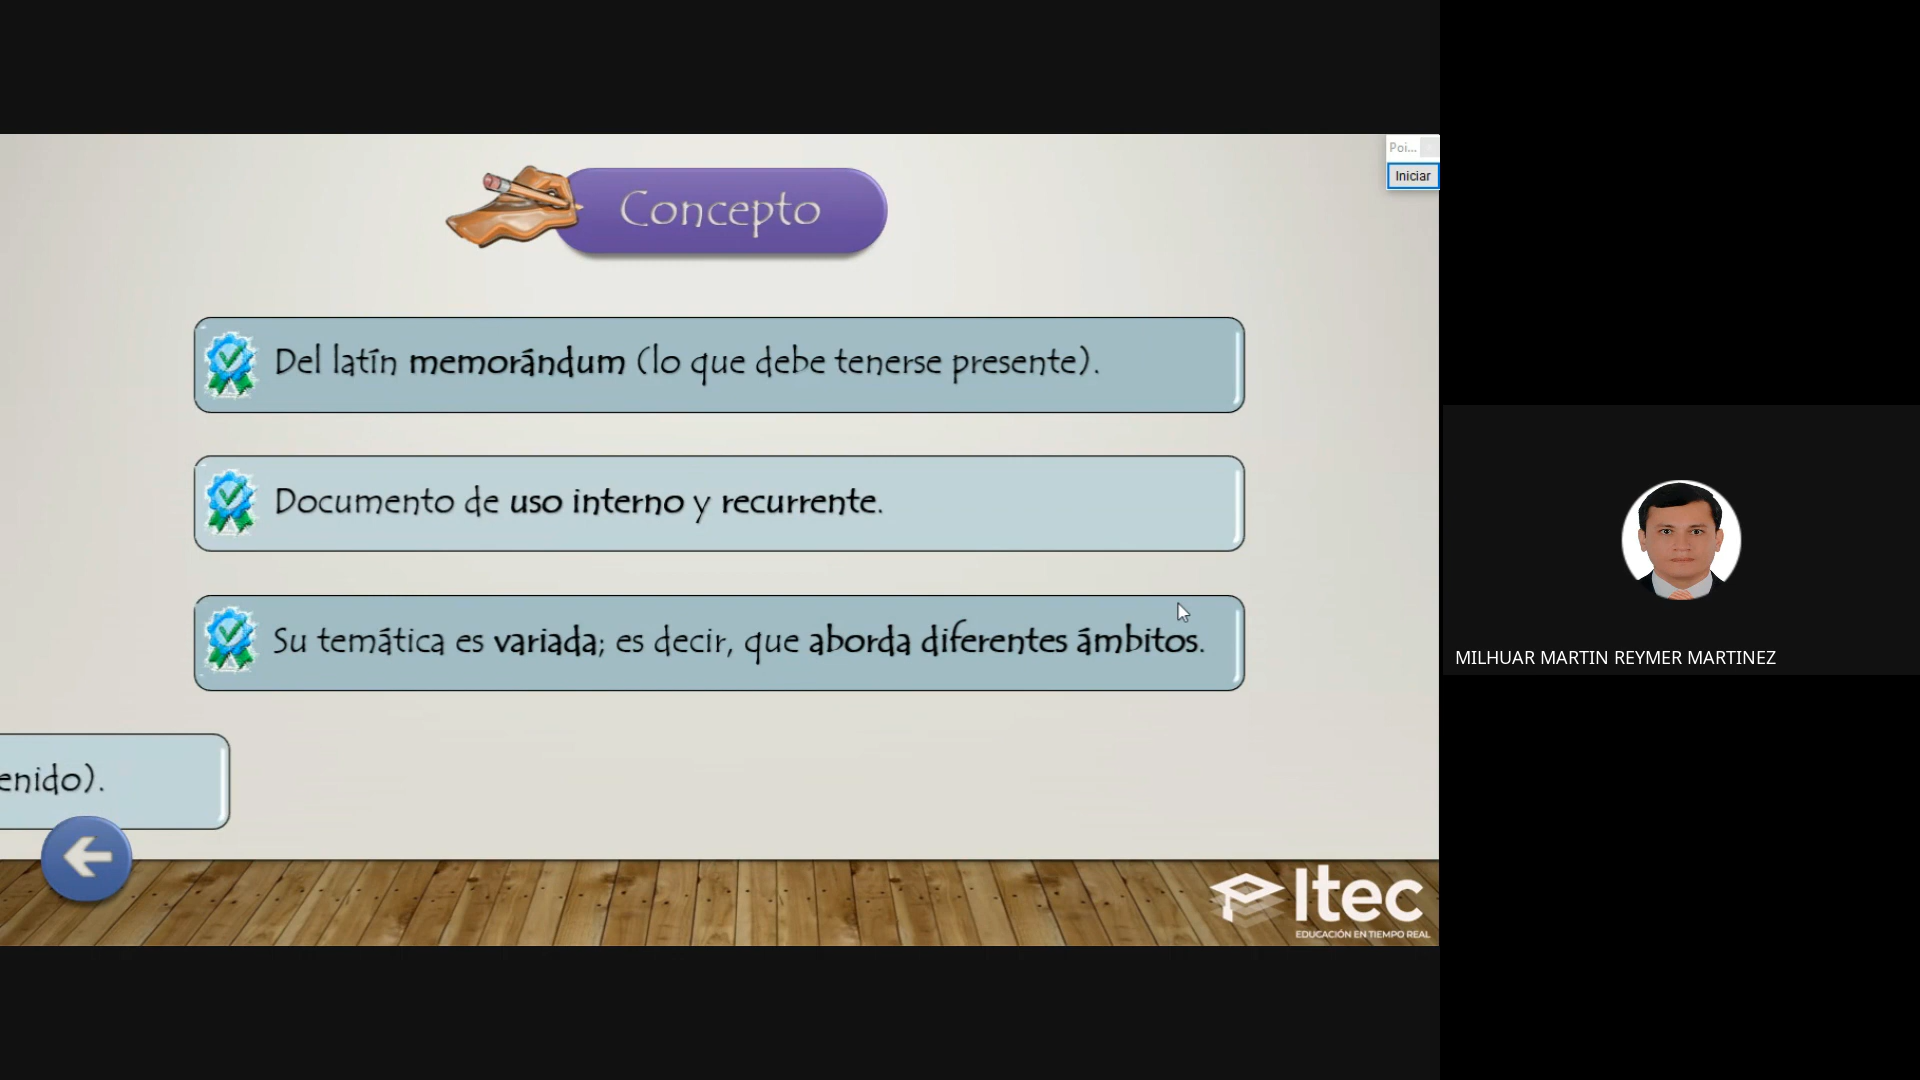 Poi...
Iniciar
Concepto
Del latín memorándum (lo que debe tenerse presente).
Documento de uso interno y recurrente.
Su temática es variada; es decir, que aborda diferentes ámbitos.
enido).
Itec
EDUCACIÓN EN TIEMPO REAL
MILHUAR MARTIN REYMER MARTINEZ